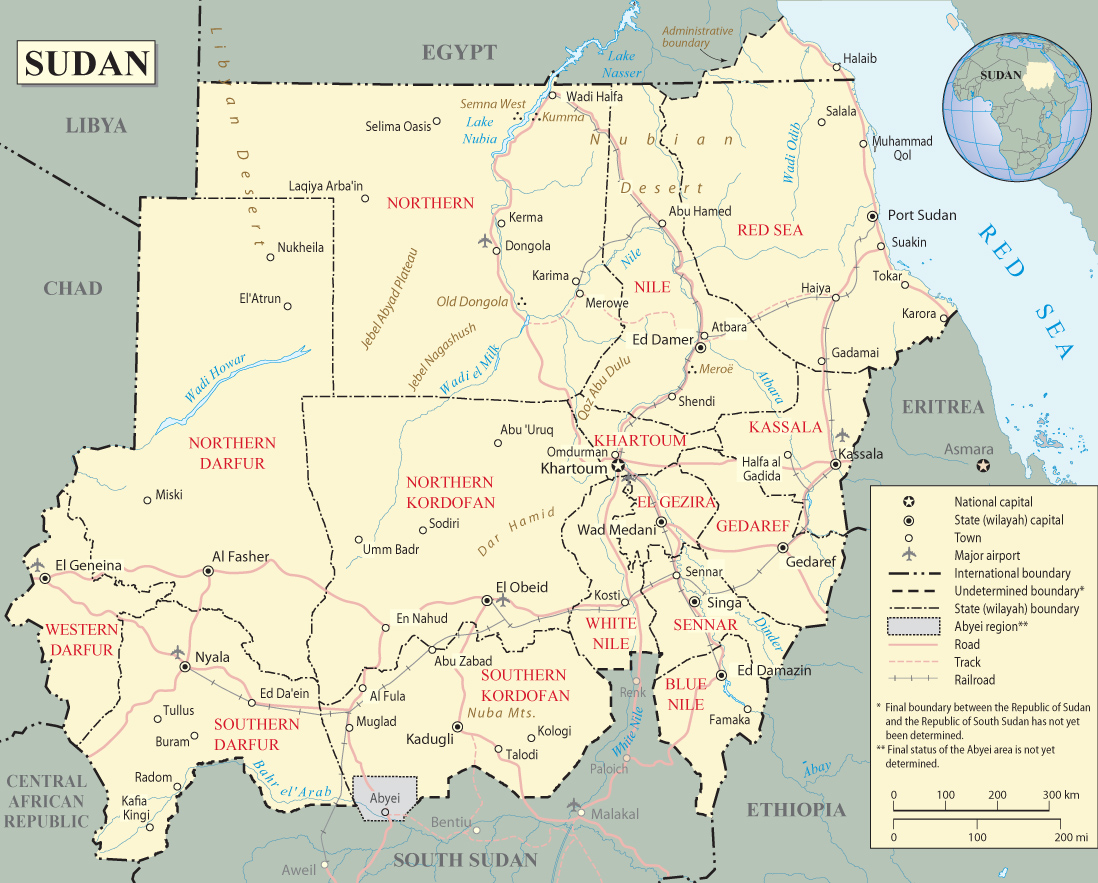 SUDAN
EGYPT
LIBYA
CHAD
CENTRAL
AFRICAN
REPUBLIC
SOUTH SUDAN
ETHIOPIA
ERITREA
RED SEA
Administrative
boundary
Lake
Nasser
Halaib
SUDAN
Libyan Desert
Semna West
Kumma
Wadi Halfa
Lake
Nubia
Selima Oasis
Nubian
Desert
Salala
Wadi Odib
Muhammad
Qol
Laqiya Arba'in
NORTHERN
Kerma
Dongola
Abu Hamed
RED SEA
Port Sudan
Suakin
Nukheila
Jebel Abyad Plateau
Karima
Merowe
Nile
NILE
Haiya
Tokar
Karora
El'Atrun
Old Dongola
Jebel Nagashush
Wadi el Milk
Ed Damer
Atbara
Meroë
Gadamai
Wadi Howar
Qoz Abu Dulu
Atbara
Shendi
NORTHERN
DARFUR
Abu 'Uruq
KHARTOUM
Omdurman
Khartoum
KASSALA
Halfa al
Gadida
Kassala
Asmara
Miski
NORTHERN
KORDOFAN
Sodiri
Dar Hamid
Umm Badr
EL GEZIRA
Wad Medani
GEDAREF
Gedaref
El Geneina
Al Fasher
El Obeid
Sennar
Kosti
Singa
En Nahud
WHITE
NILE
SENNAR
Dinder
WESTERN
DARFUR
Nyala
Abu Zabad
SOUTHERN
KORDOFAN
Nuba Mts.
Renk
BLUE
NILE
Ed Damazin
Famaka
Ed Da'ein
Al Fula
Muglad
Tullus
Buram
SOUTHERN
DARFUR
Kadugli
Kologi
Talodi
White Nile
Paloich
Abay
Radom
Bahr el'Arab
Kafia
Kingi
Abyei
Bentiu
Malakal
Aweil
National capital
State (wilayah) capital
Town
Major airport
International boundary
Undetermined boundary*
State (wilayah) boundary
Abyei region**
Road
Track
Railroad
* Final boundary between the Republic of Sudan
and the Republic of South Sudan has not yet
been determined.
** Final status of the Abyei area is not yet
determined.
0 100 200 300 km
0 100 200 mi